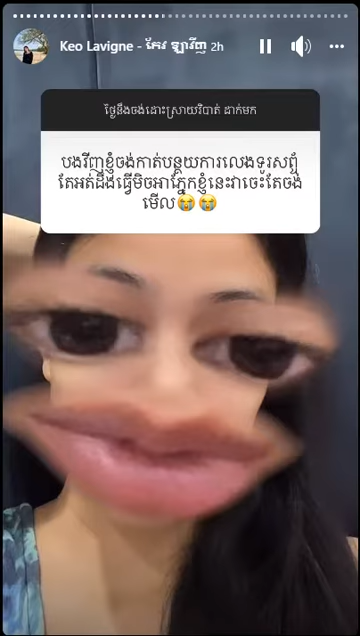 Keo Lavigne - កែវ ឡាវីញ 2h
ថ្ងៃនឹងចង់ដោះស្រាយវិបាត់ ដាក់មក
បងវីញខ្ញុំចង់កាត់បន្ថយការលេងទូរសព្ទ័
តែអត់ដឹងធ្វើមិចអាភ្នែកខ្ញុំនេះវាចេះតែចង់
មើល😭😭